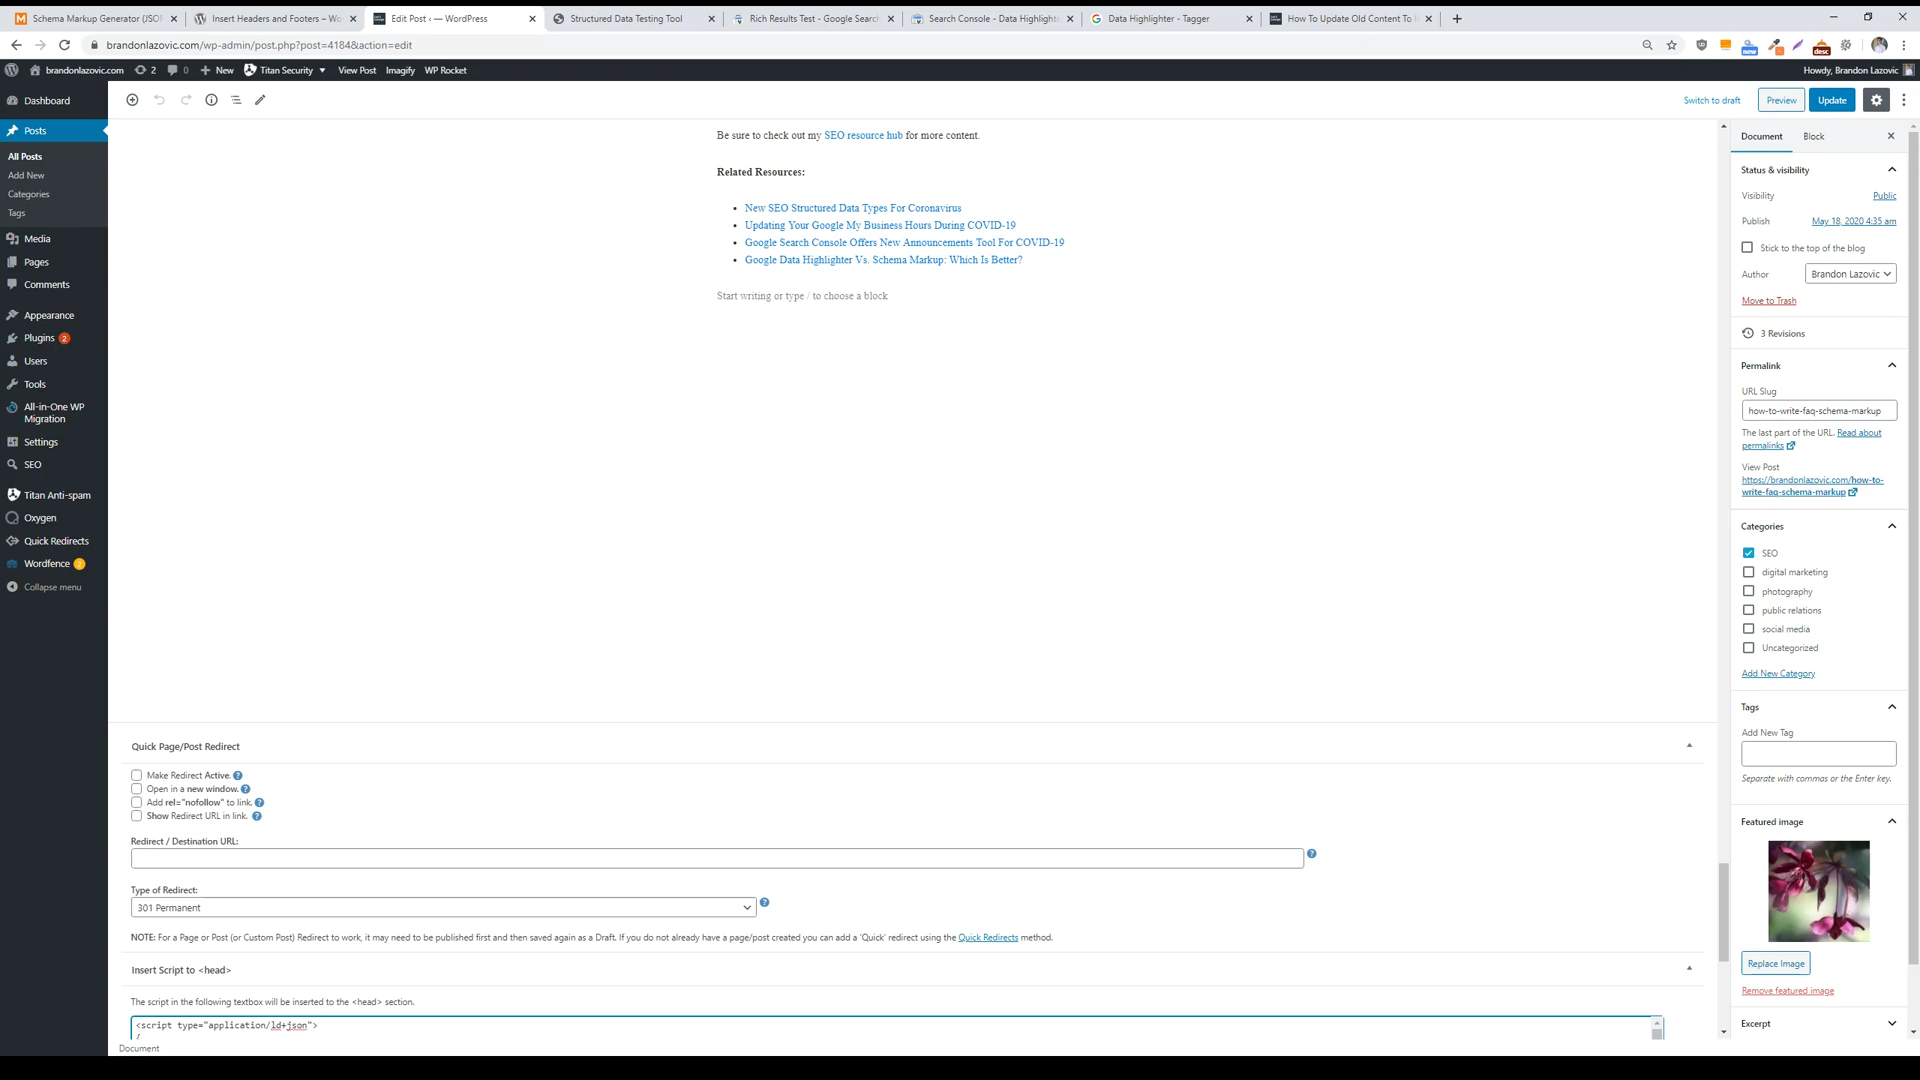 Schema Markup Generator (JSON
Insert Headers and Footers – Wo
Edit Post ‹ — WordPress
Structured Data Testing Tool
Rich Results Test - Google Search
Search Console - Data Highlighte
Data Highlighter - Tagger
How To Update Old Content To I
brandonlazovic.com/wp-admin/post.php?post=4184&action=edit
new
desc
brandonlazovic.com
2
0
New
Titan Security
View Post
Imagify
WP Rocket
Howdy, Brandon Lazovic
Dashboard
Posts
All Posts
Add New
Categories
Tags
Media
Pages
Comments
Appearance
Plugins 2
Users
Tools
All-in-One WP
Migration
Settings
SEO
Titan Anti-spam
Oxygen
Quick Redirects
Wordfence 2
Collapse menu
Switch to draft
Preview
Update
Be sure to check out my SEO resource hub for more content.
Related Resources:
New SEO Structured Data Types For Coronavirus
Updating Your Google My Business Hours During COVID-19
Google Search Console Offers New Announcements Tool For COVID-19
Google Data Highlighter Vs. Schema Markup: Which Is Better?
Start writing or type / to choose a block
Quick Page/Post Redirect
Make Redirect Active.
Open in a new window.
Add rel="nofollow" to link.
Show Redirect URL in link.
Redirect / Destination URL:
Type of Redirect:
301 Permanent
NOTE: For a Page or Post (or Custom Post) Redirect to work, it may need to be published first and then saved again as a Draft. If you do not already have a page/post created you can add a 'Quick' redirect using the Quick Redirects method.
Insert Script to <head>
The script in the following textbox will be inserted to the <head> section.
<script type="application/ld+json">
{
Document
Document
Block
Status & visibility
Visibility
Public
Publish
May 18, 2020 4:35 am
Stick to the top of the blog
Author
Brandon Lazovic
Move to Trash
3 Revisions
Permalink
URL Slug
how-to-write-faq-schema-markup
The last part of the URL. Read about
permalinks
View Post
https://brandonlazovic.com/how-to-
write-faq-schema-markup
Categories
SEO
digital marketing
photography
public relations
social media
Uncategorized
Add New Category
Tags
Add New Tag
Separate with commas or the Enter key.
Featured image
Replace Image
Remove featured image
Excerpt